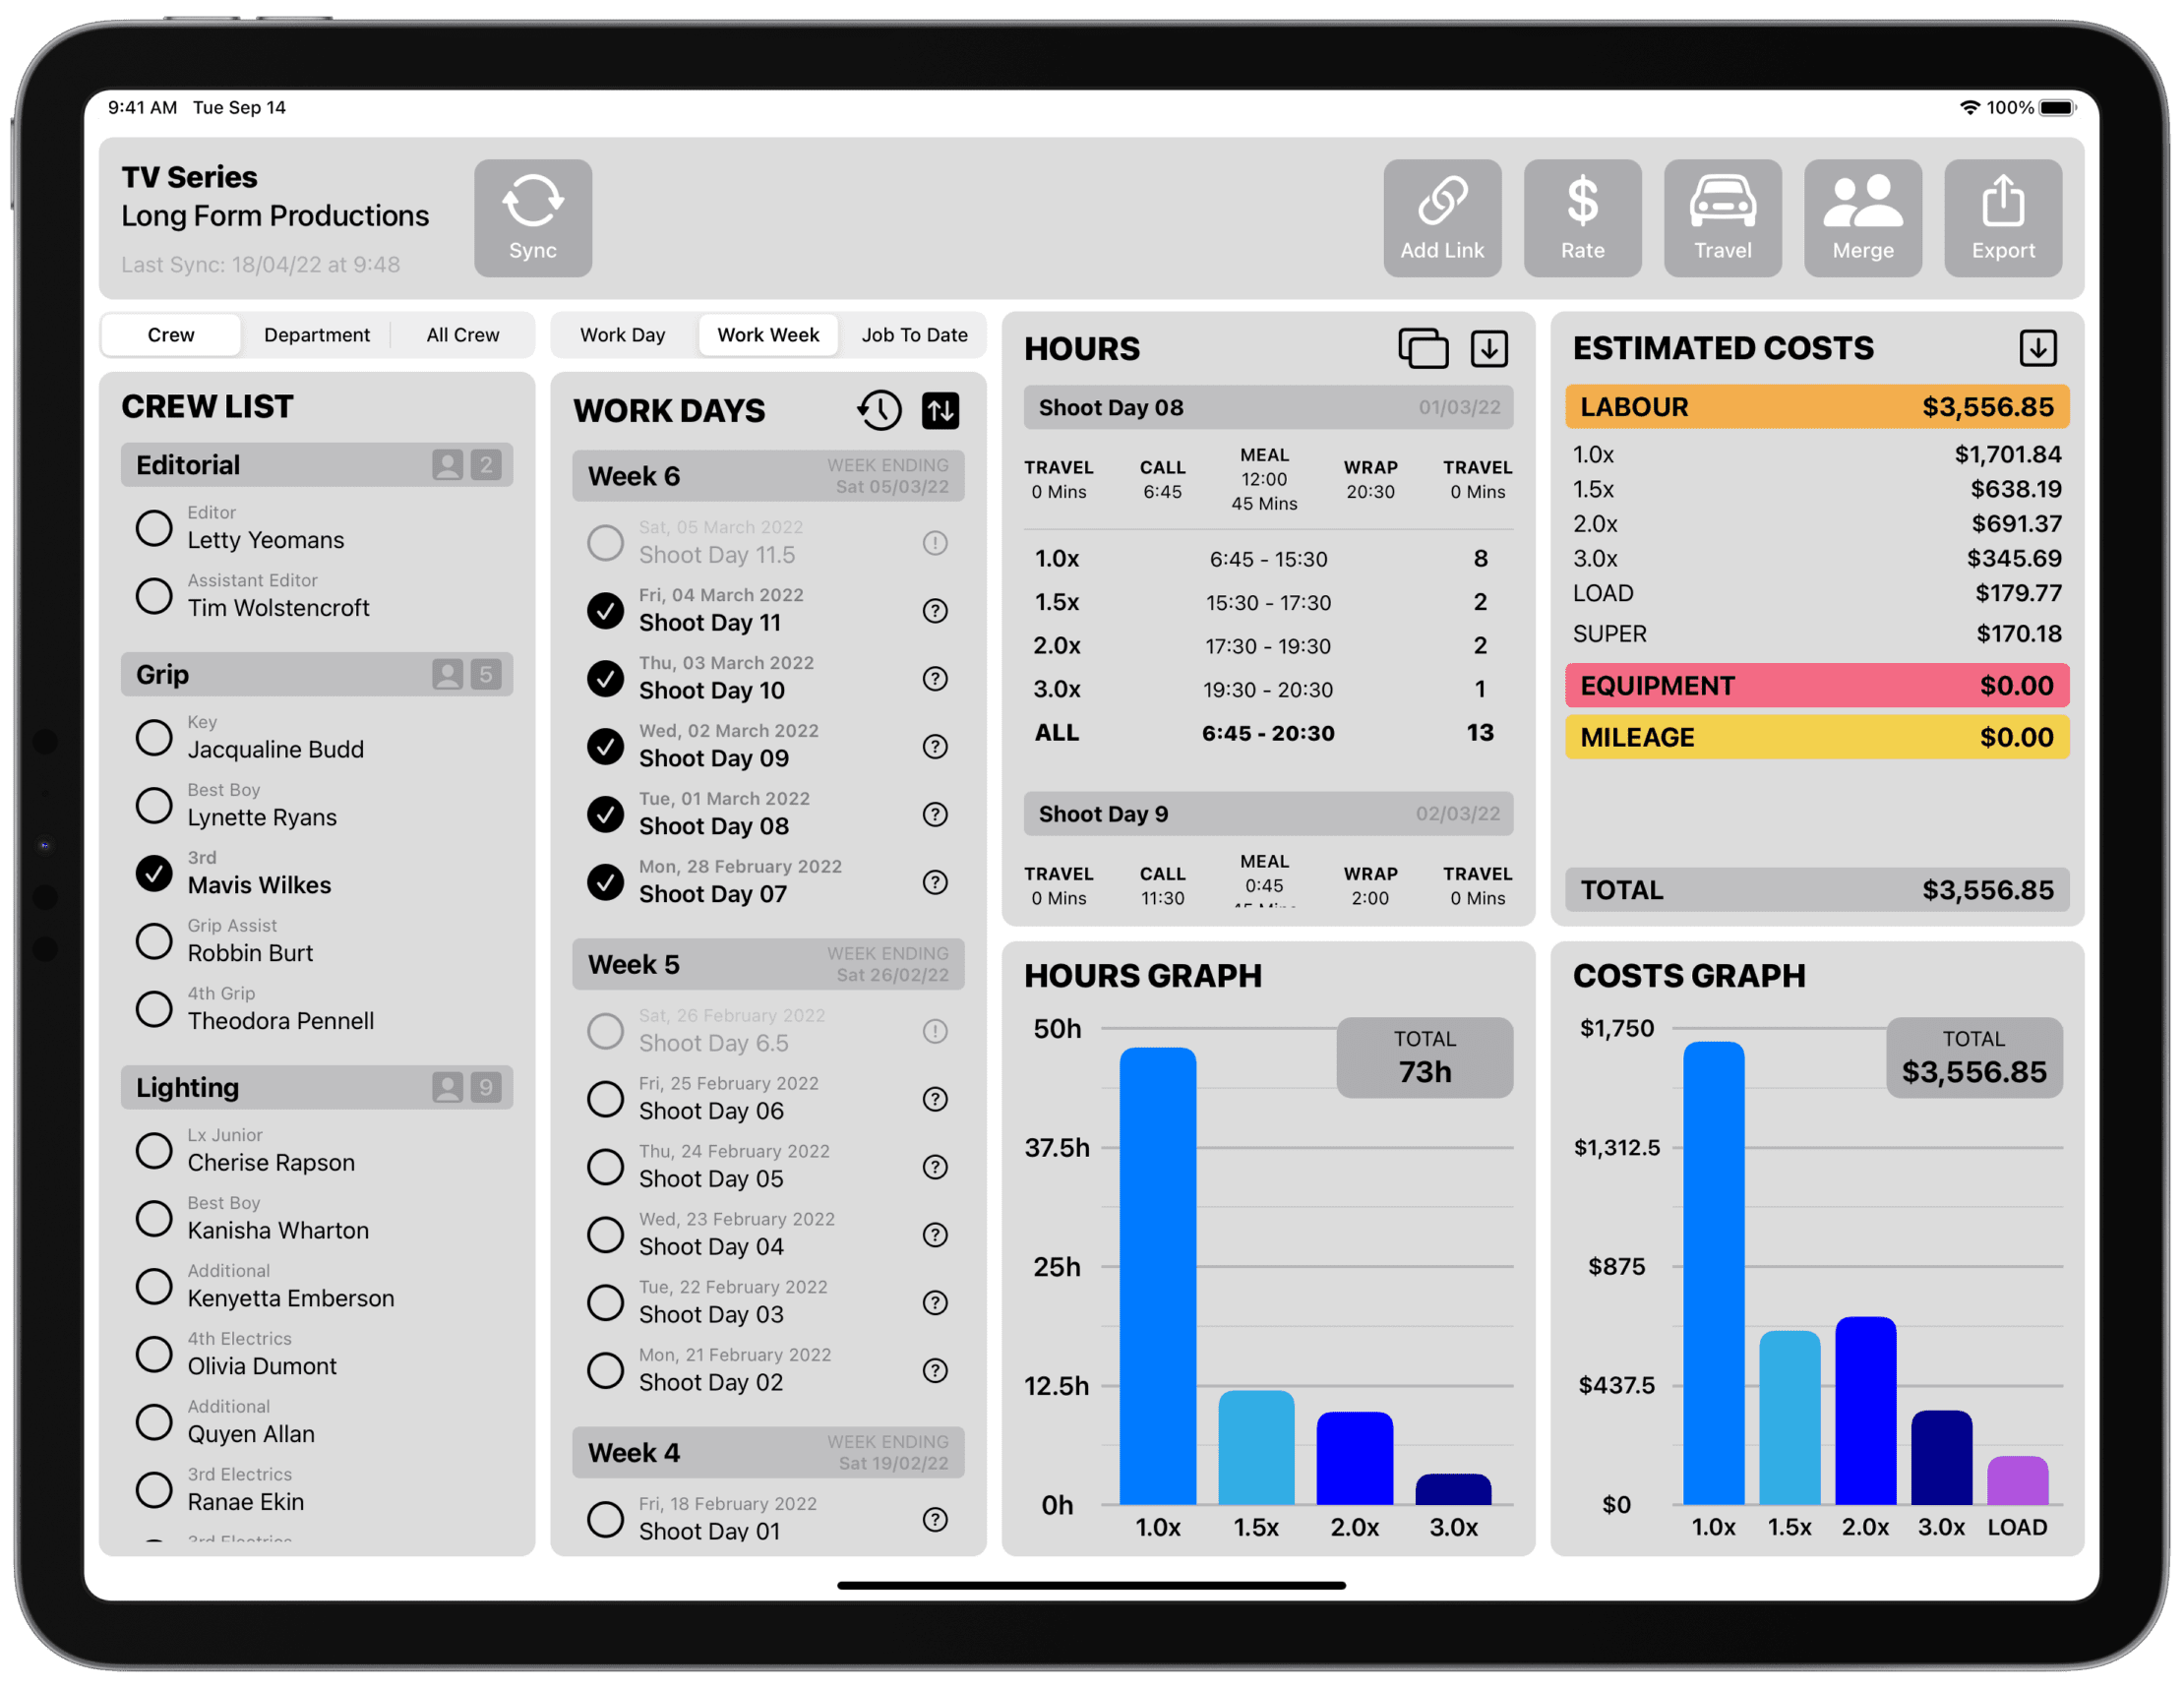 9:41 AM Tue Sep 14
100%
TV Series
Long Form Productions
Last Sync: 18/04/22 at 9:48
Sync
Add Link
Rate
Travel
Merge
Export
Crew
Department
All Crew
CREW LIST
Editorial
2
Editor
Letty Yeomans
Assistant Editor
Tim Wolstencroft
Grip
5
Key
Jacqualine Budd
Best Boy
Lynette Ryans
3rd
Mavis Wilkes
Grip Assist
Robbin Burt
4th Grip
Theodora Pennell
Lighting
9
Lx Junior
Cherise Rapson
Best Boy
Kanisha Wharton
Additional
Kenyetta Emberson
4th Electrics
Olivia Dumont
Additional
Quyen Allan
3rd Electrics
Ranae Ekin
3rd Electrics
Work Day
Work Week
Job To Date
WORK DAYS
Week 6
WEEK ENDING
Sat 05/03/22
Sat, 05 March 2022
Shoot Day 11.5
!
Fri, 04 March 2022
Shoot Day 11
?
Thu, 03 March 2022
Shoot Day 10
?
Wed, 02 March 2022
Shoot Day 09
?
Tue, 01 March 2022
Shoot Day 08
?
Mon, 28 February 2022
Shoot Day 07
?
Week 5
WEEK ENDING
Sat 26/02/22
Sat, 26 February 2022
Shoot Day 6.5
!
Fri, 25 February 2022
Shoot Day 06
?
Thu, 24 February 2022
Shoot Day 05
?
Wed, 23 February 2022
Shoot Day 04
?
Tue, 22 February 2022
Shoot Day 03
?
Mon, 21 February 2022
Shoot Day 02
?
Week 4
WEEK ENDING
Sat 19/02/22
Fri, 18 February 2022
Shoot Day 01
?
HOURS
Shoot Day 08 01/03/22
TRAVEL CALL MEAL WRAP TRAVEL
0 Mins 6:45 12:00 20:30 0 Mins
45 Mins
1.0x 6:45 - 15:30 8
1.5x 15:30 - 17:30 2
2.0x 17:30 - 19:30 2
3.0x 19:30 - 20:30 1
ALL 6:45 - 20:30 13
Shoot Day 9 02/03/22
TRAVEL CALL MEAL WRAP TRAVEL
0 Mins 11:30 0:45 2:00 0 Mins
45 Mins
ESTIMATED COSTS
LABOUR $3,556.85
1.0x $1,701.84
1.5x $638.19
2.0x $691.37
3.0x $345.69
LOAD $179.77
SUPER $170.18
EQUIPMENT $0.00
MILEAGE $0.00
TOTAL $3,556.85
HOURS GRAPH
TOTAL
73h
50h
37.5h
25h
12.5h
0h
1.0x 1.5x 2.0x 3.0x
COSTS GRAPH
TOTAL
$3,556.85
$1,750
$1,312.5
$875
$437.5
$0
1.0x 1.5x 2.0x 3.0x LOAD